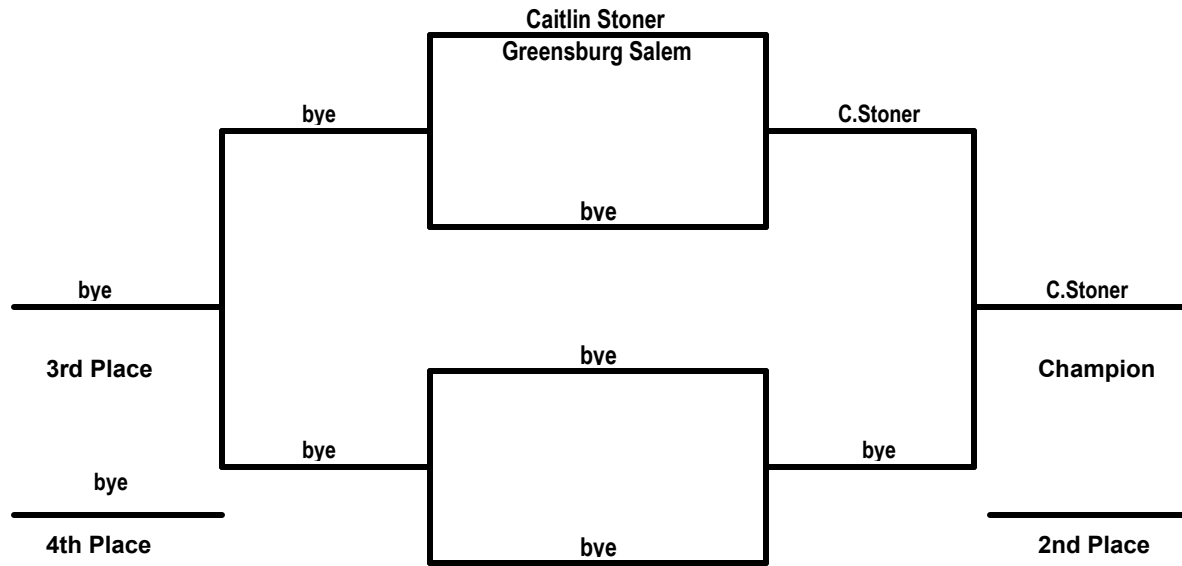 Caitlin Stoner
Greensburg Salem
bye
C.Stoner
bye
bye
C.Stoner
bye
3rd Place
Champion
bye
bye
bye
4th Place
bye
2nd Place